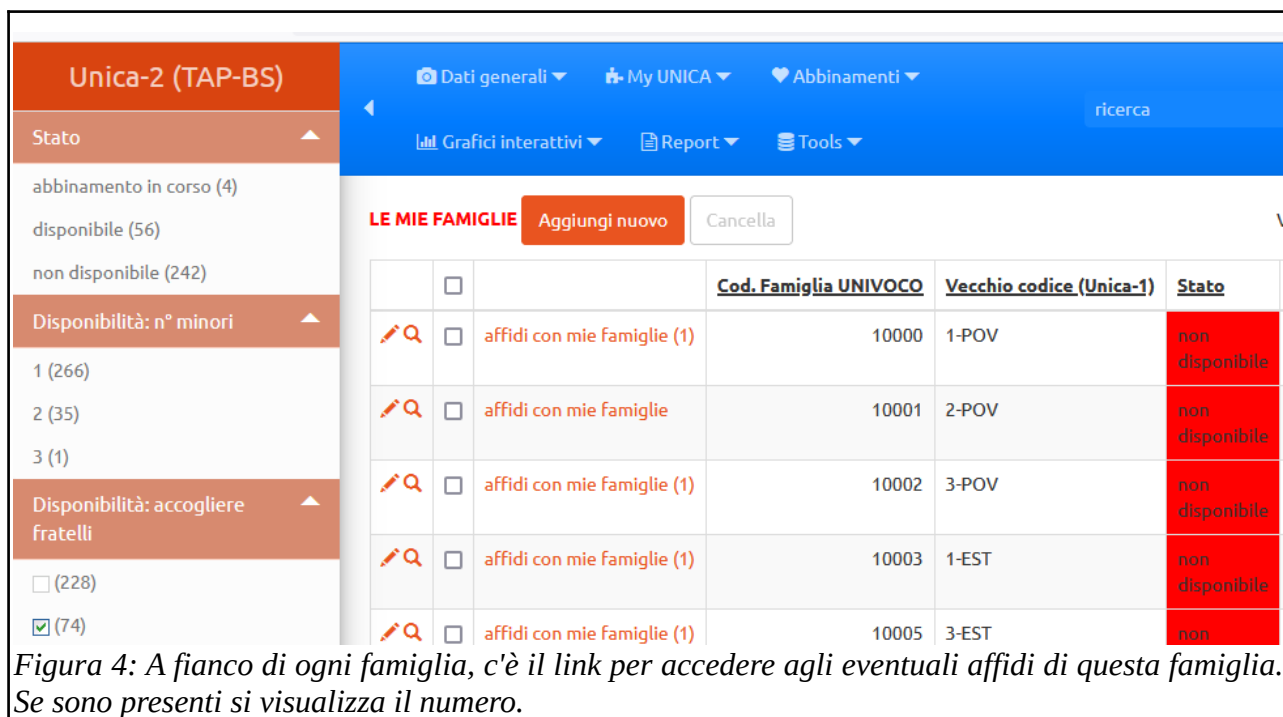 Unica-2 (TAP-BS)
Stato
abbinamento in corso (4)
disponibile (56)
non disponibile (242)
Disponibilità: n° minori
1 (266)
2 (35)
3 (1)
Disponibilità: accogliere
fratelli
(228)
(74)
Dati generali My UNICA Abbinamenti
ricerca
Grafici interattivi Report Tools
LE MIE FAMIGLIE Aggiungi nuovo Cancella
Cod. Famiglia UNIVOCO Vecchio codice (Unica-1) Stato
affidi con mie famiglie (1) 10000 1-POV non
disponibile
affidi con mie famiglie 10001 2-POV non
disponibile
affidi con mie famiglie (1) 10002 3-POV non
disponibile
affidi con mie famiglie (1) 10003 1-EST non
disponibile
affidi con mie famiglie (1) 10005 3-EST non
Figura 4: A fianco di ogni famiglia, c'è il link per accedere agli eventuali affidi di questa famiglia.
Se sono presenti si visualizza il numero.